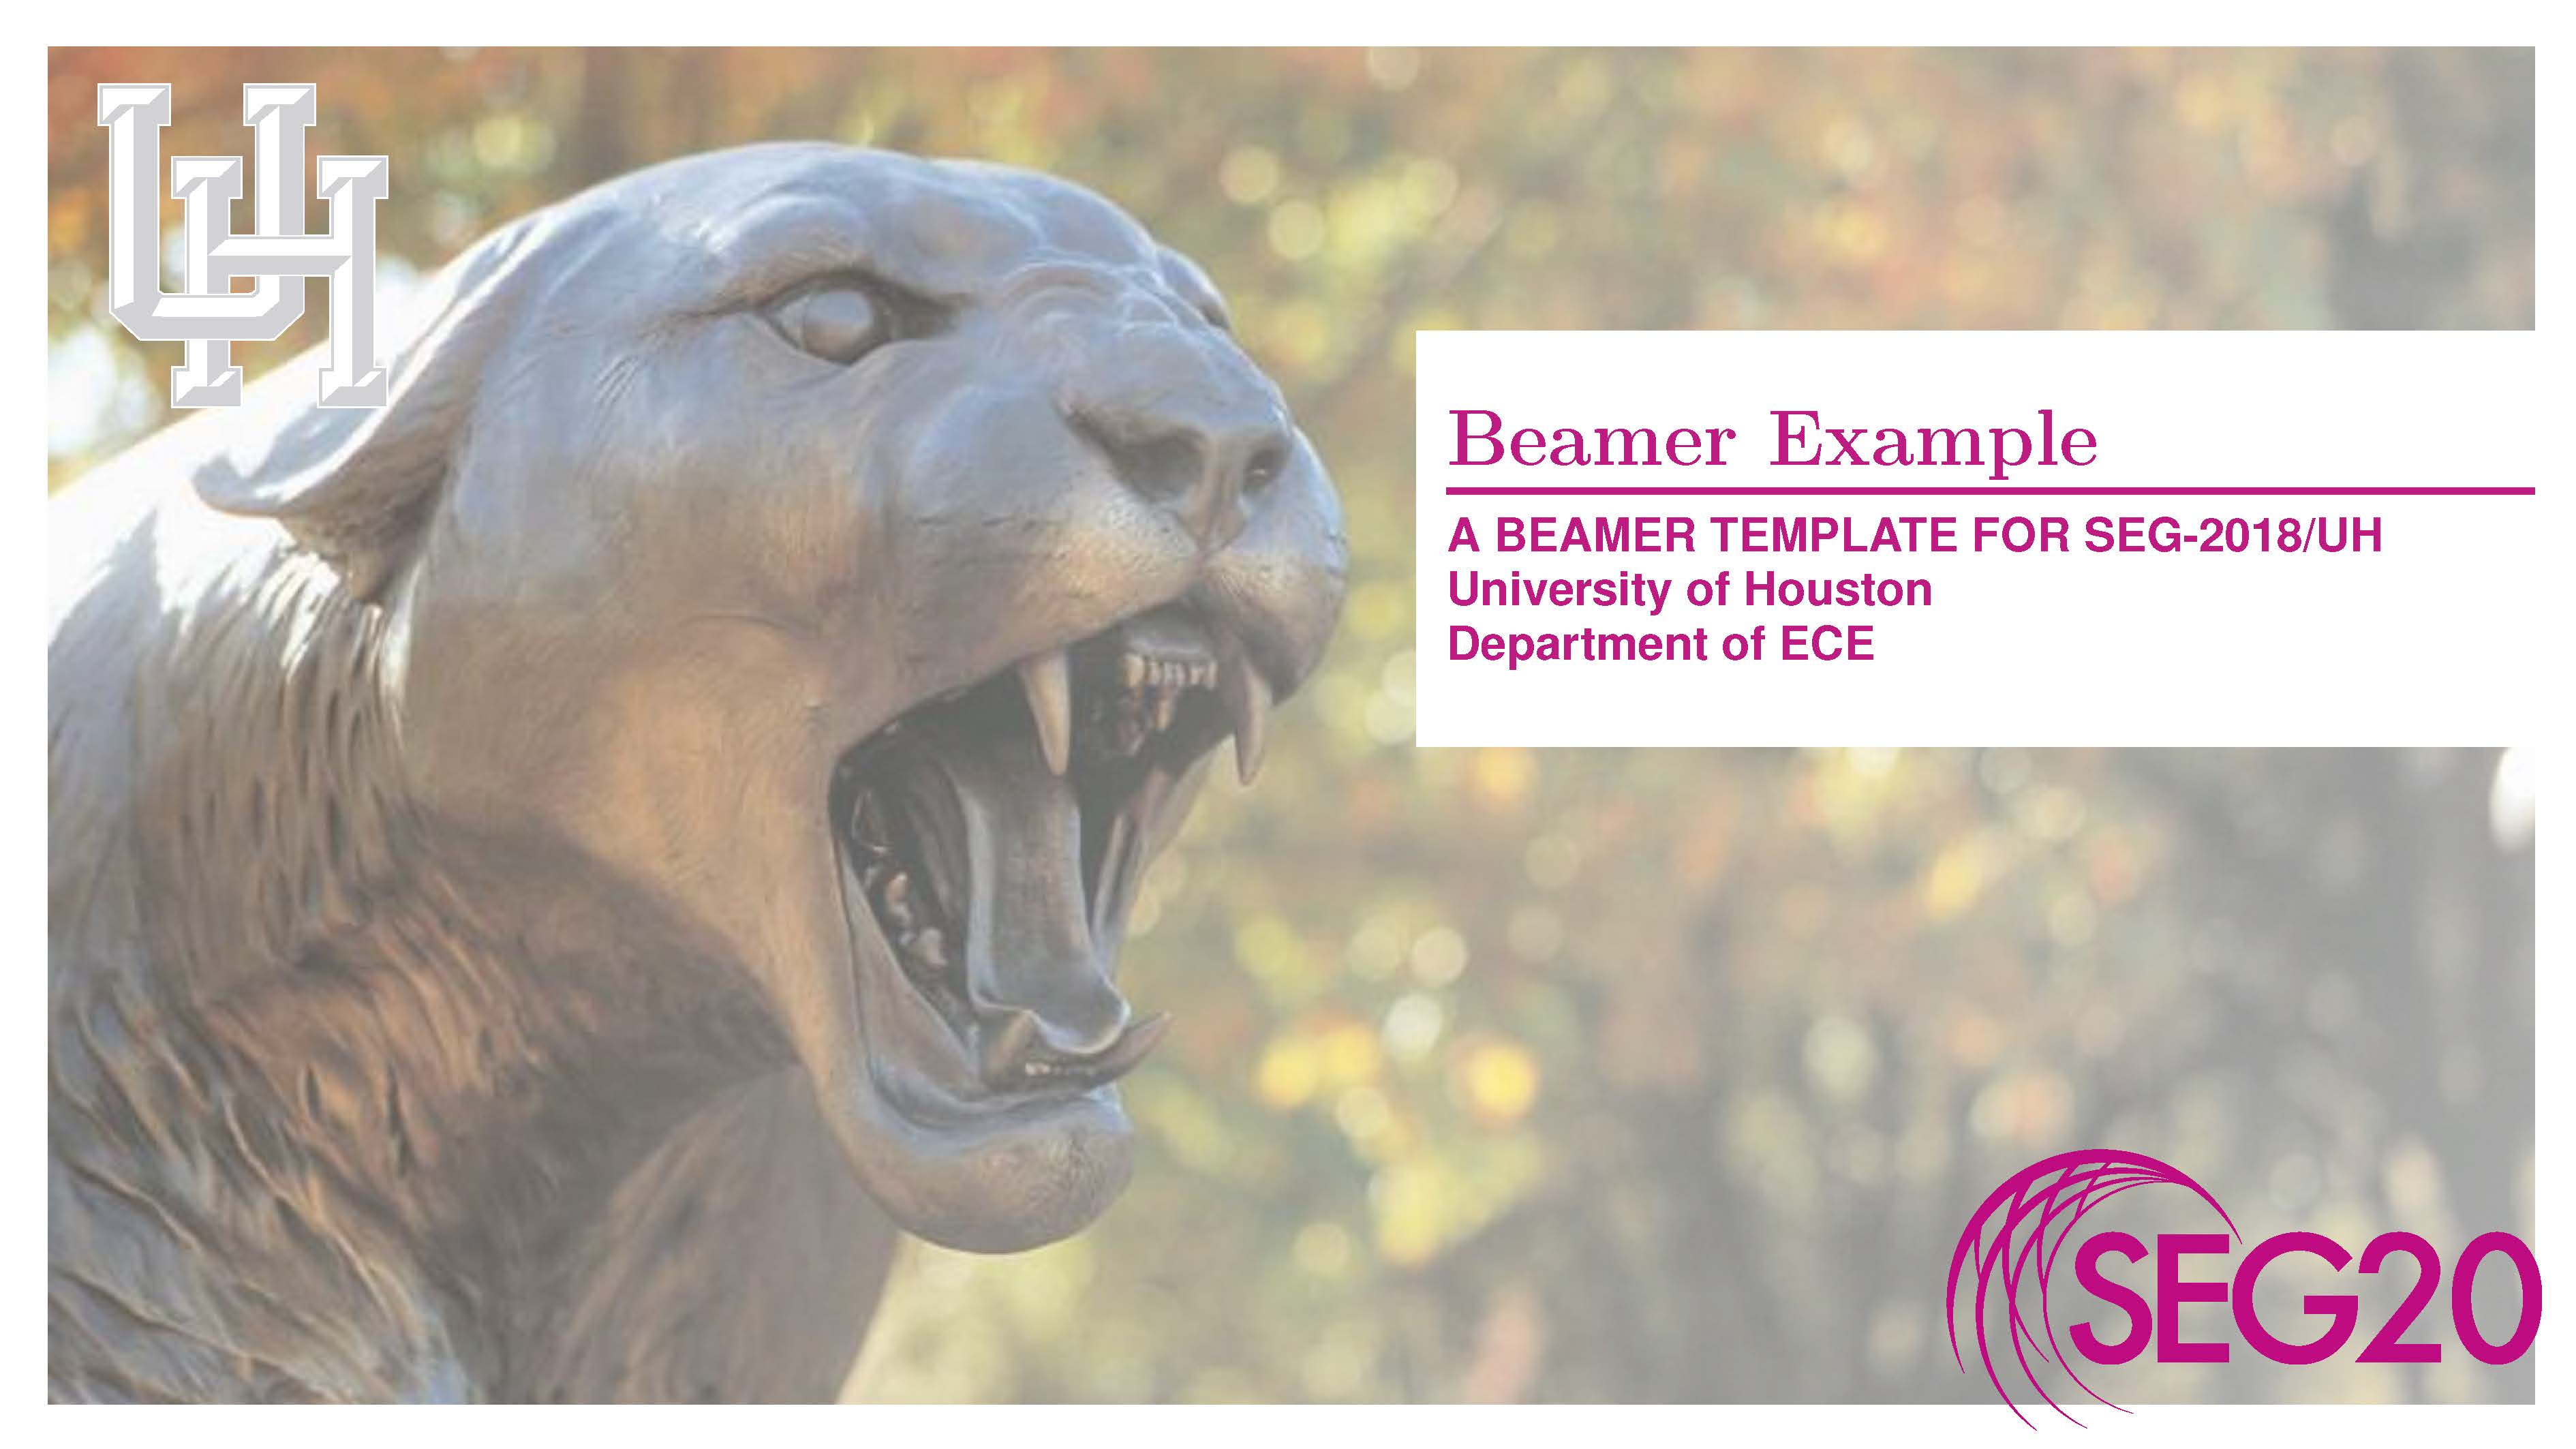 UH
Beamer Example
A BEAMER TEMPLATE FOR SEG-2018/UH
University of Houston
Department of ECE
SEG20